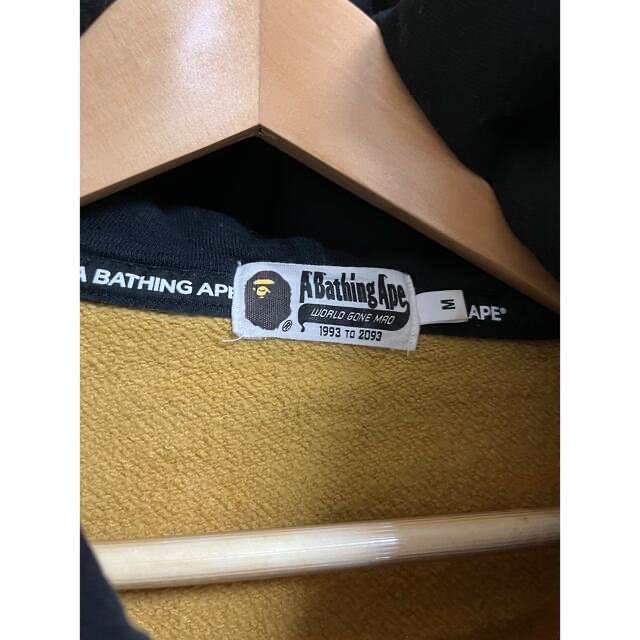 A BATHING APE
A Bathing Ape
WORLD GONE MAD
1993 TO 2093
®
M
APE®